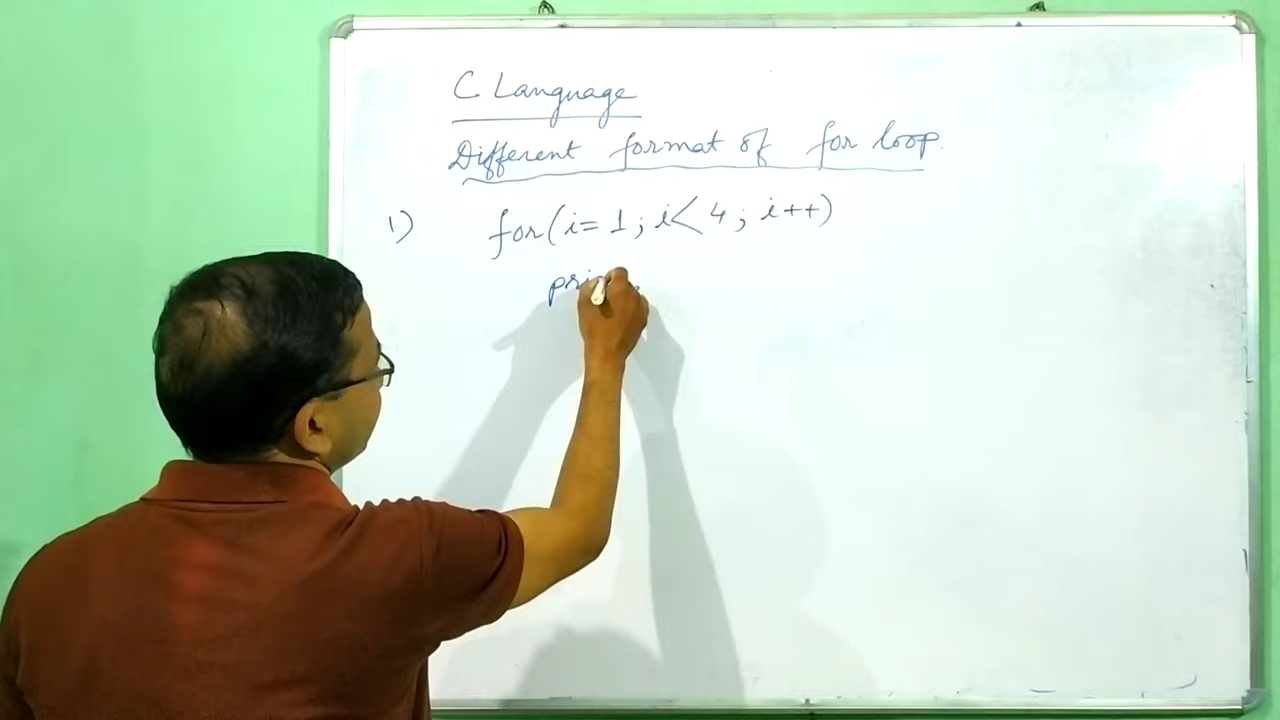 C Language
Different format of for loop.
1) for(i=1; i<4; i++)